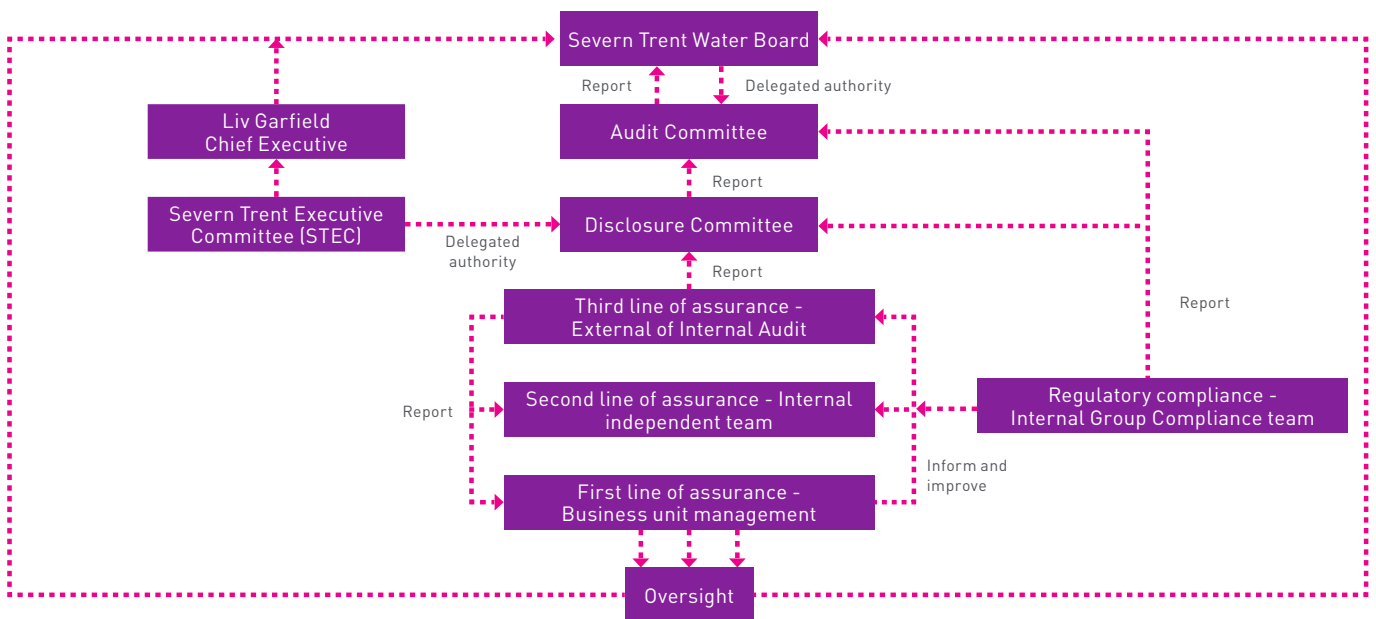 Severn Trent Water Board
Report
Delegated authority
Liv Garfield
Chief Executive
Audit Committee
Report
Severn Trent Executive
Committee (STEC)
Delegated
authority
Disclosure Committee
Report
Third line of assurance -
External of Internal Audit
Report
Second line of assurance - Internal
independent team
Report
Regulatory compliance -
Internal Group Compliance team
Inform and
improve
First line of assurance -
Business unit management
Oversight